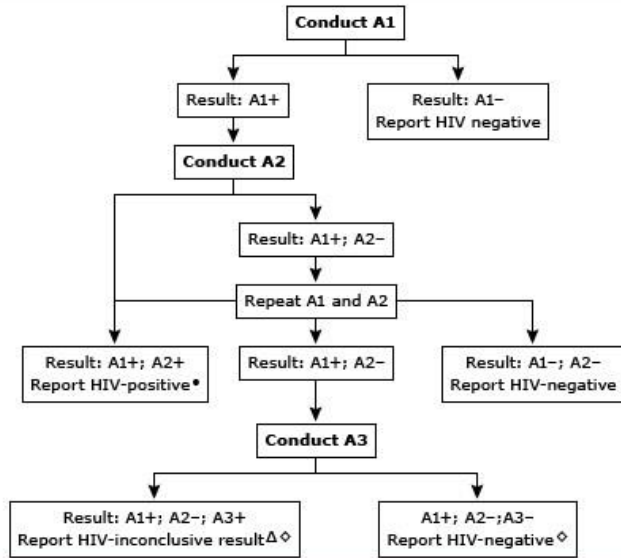 Conduct A1
Result: A1+
Result: A1−
Report HIV negative
Conduct A2
Result: A1+; A2−
Repeat A1 and A2
Result: A1+; A2+
Report HIV-positive•
Result: A1+; A2−
Result: A1−; A2−
Report HIV-negative
Conduct A3
Result: A1+; A2−; A3+
Report HIV-inconclusive resultΔ◇
A1+; A2−;A3−
Report HIV-negative◇